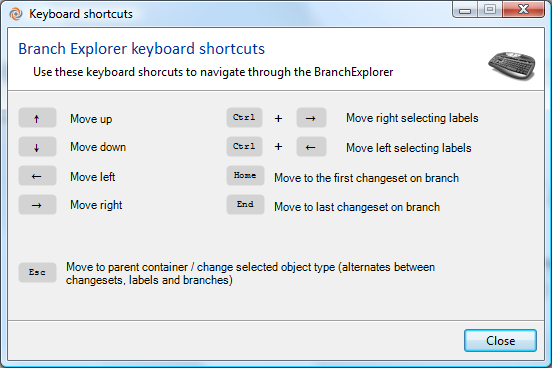 Keyboard shortcuts
Branch Explorer keyboard shortcuts
Use these keyboard shorcuts to navigate through the BranchExplorer
↑ Move up
Ctrl + → Move right selecting labels
↓ Move down
Ctrl + ← Move left selecting labels
← Move left
Home Move to the first changeset on branch
→ Move right
End Move to last changeset on branch
Esc Move to parent container / change selected object type (alternates between
changesets, labels and branches)
Close